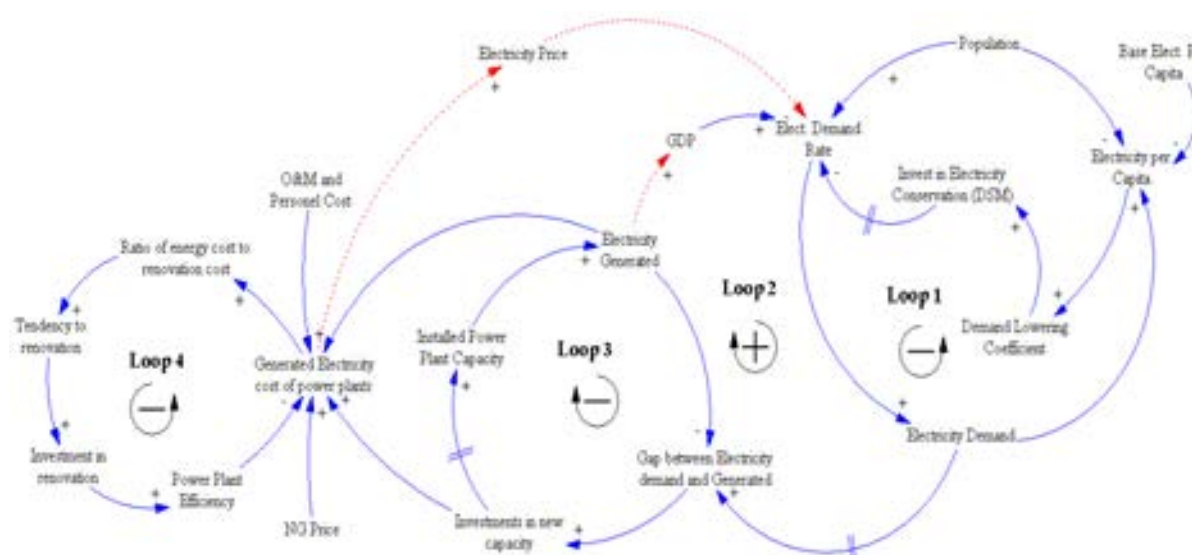 Electricity Price
Population
Base Elect. P
Capita
GDP
Elect. Demand
Rate
Electricity per
Capita
Invest in Electricity
Conservation (DSM)
O&M and
Personel Cost
Ratio of energy cost to
renovation cost
Electricity
Generated
Loop 2
Loop 1
Tendency to
renovation
Loop 4
Generated Electricity
cost of power plants
Installed Power
Plant Capacity
Loop 3
Demand Lowering
Coefficient
Electricity Demand
Investment in
renovation
Power Plant
Efficiency
Gap between Electricity
demand and Generated
NG Price
Investments in new
capacity